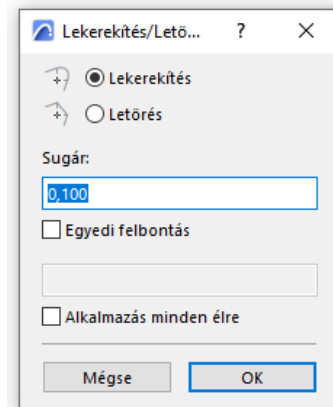 Lekerekítés/Letö... ?
Lekerekítés
Letörés
Sugár:
0,100
Egyedi felbontás
Alkalmazás minden élre
Mégse OK